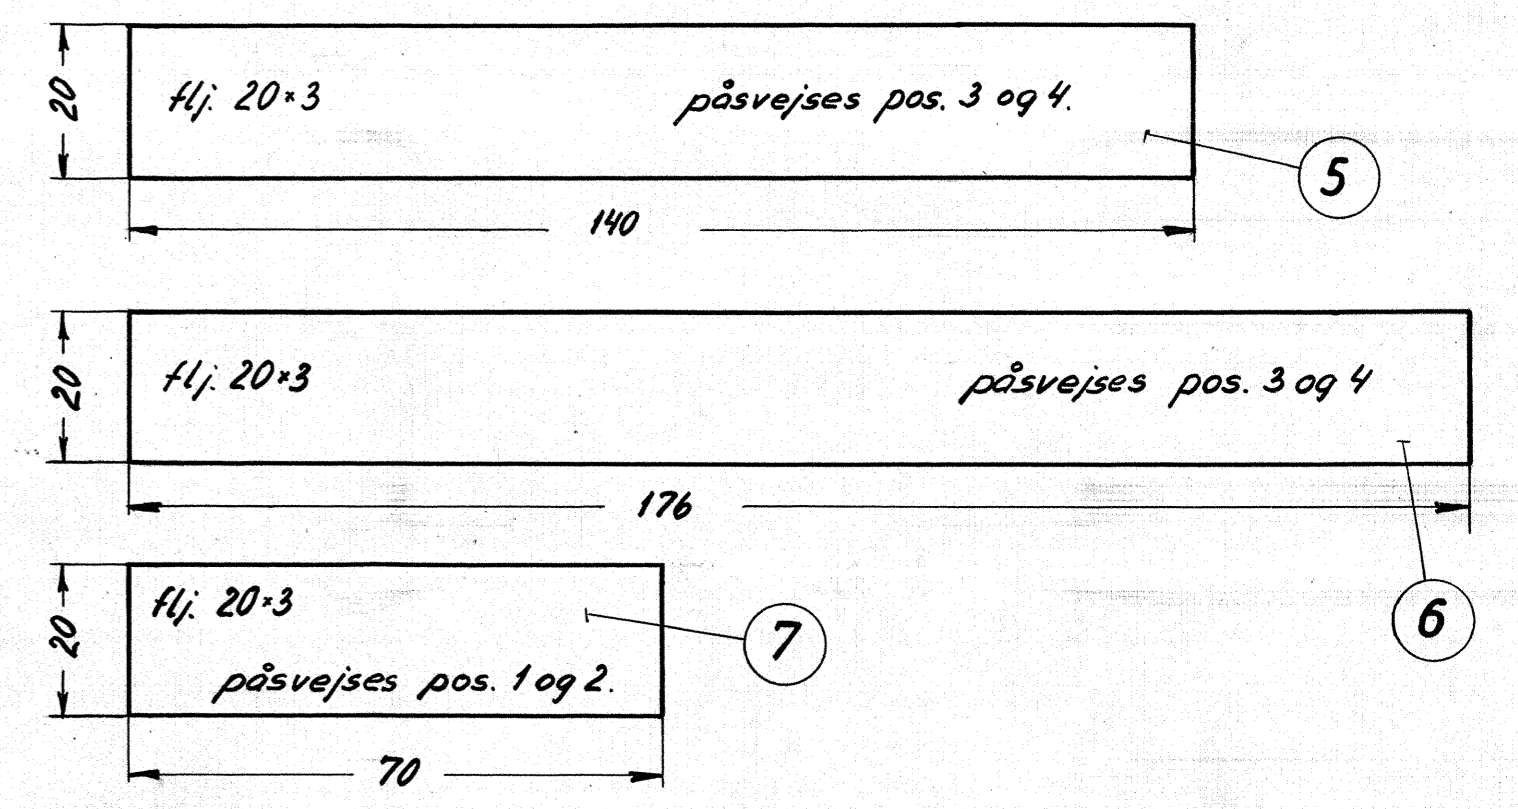 20
flj. 20×3
påsvejses pos. 3 og 4.
5
140
20
flj. 20×3
påsvejses pos. 3 og 4
176
6
20
flj. 20×3
7
påsvejses pos. 1 og 2.
70